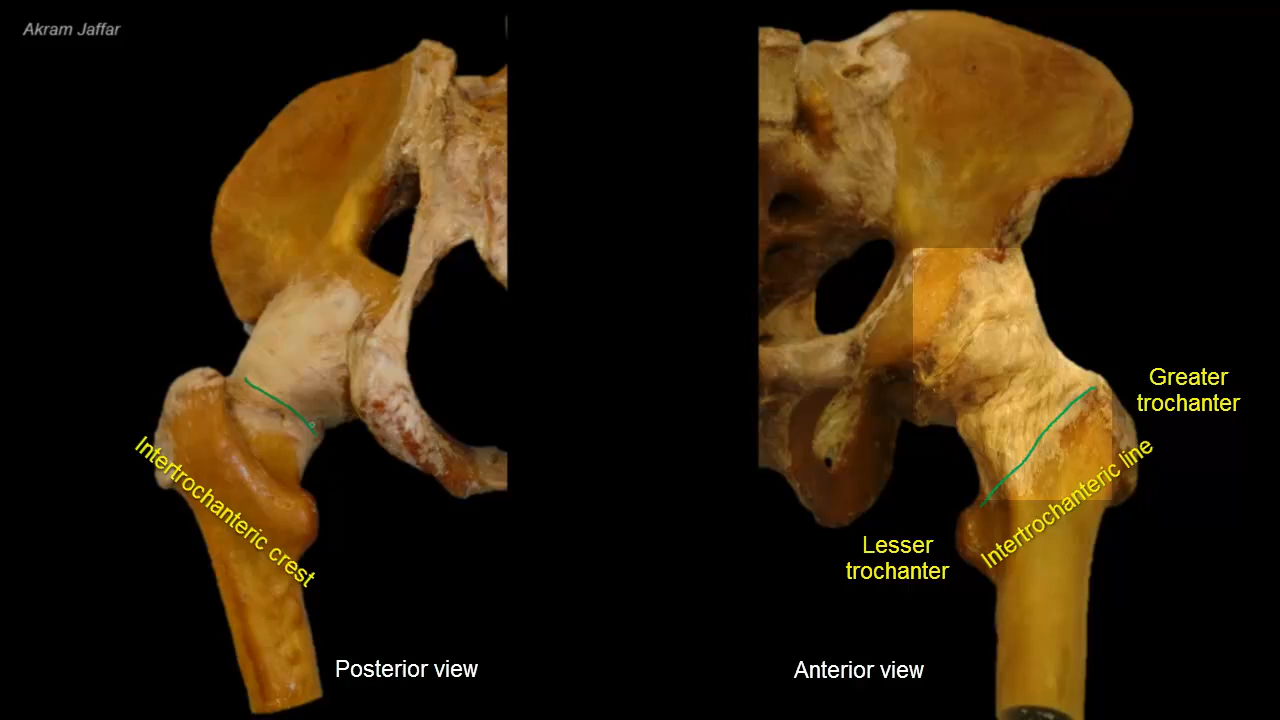 Akram Jaffar
Greater
trochanter
Intertrochanteric crest
Intertrochanteric line
Lesser
trochanter
Posterior view
Anterior view